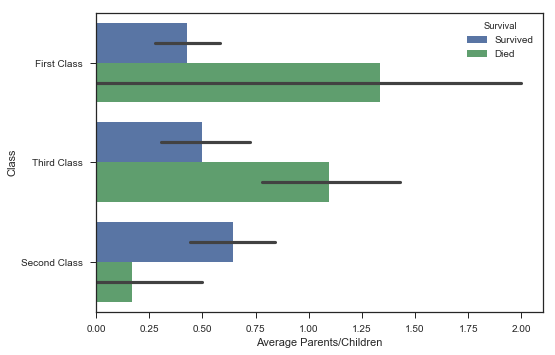 Survival
Survived
Died
First Class
Third Class
Second Class
Class
0.00 0.25 0.50 0.75 1.00 1.25 1.50 1.75 2.00
Average Parents/Children